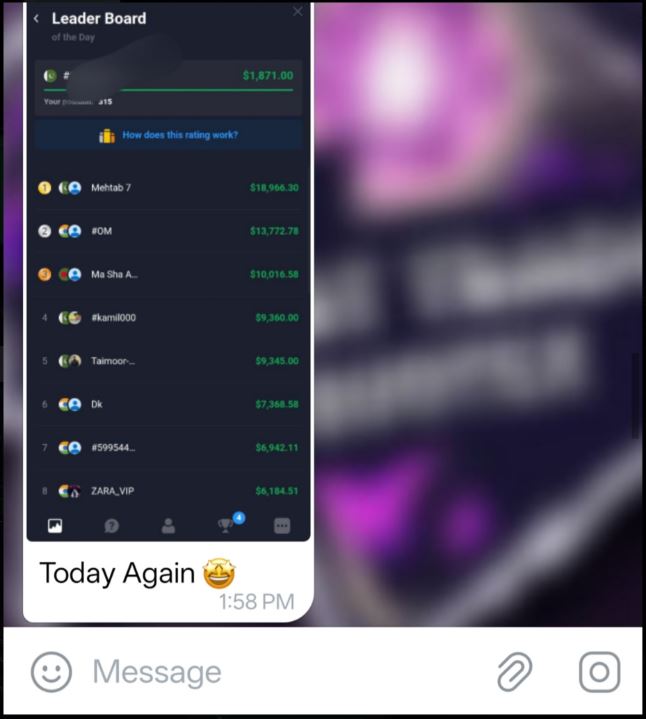 Leader Board
of the Day
#
$1,871.00
Your 315
How does this rating work?
1 Mehtab 7 $18,966.30
2 #OM $13,772.78
3 Ma Sha A... $10,016.58
4 #kamil000 $9,360.00
5 Taimoor-... $9,345.00
6 Dk $7,368.58
7 #599544... $6,942.11
8 ZARA_VIP $6,184.51
4
Today Again
1:58 PM
Message